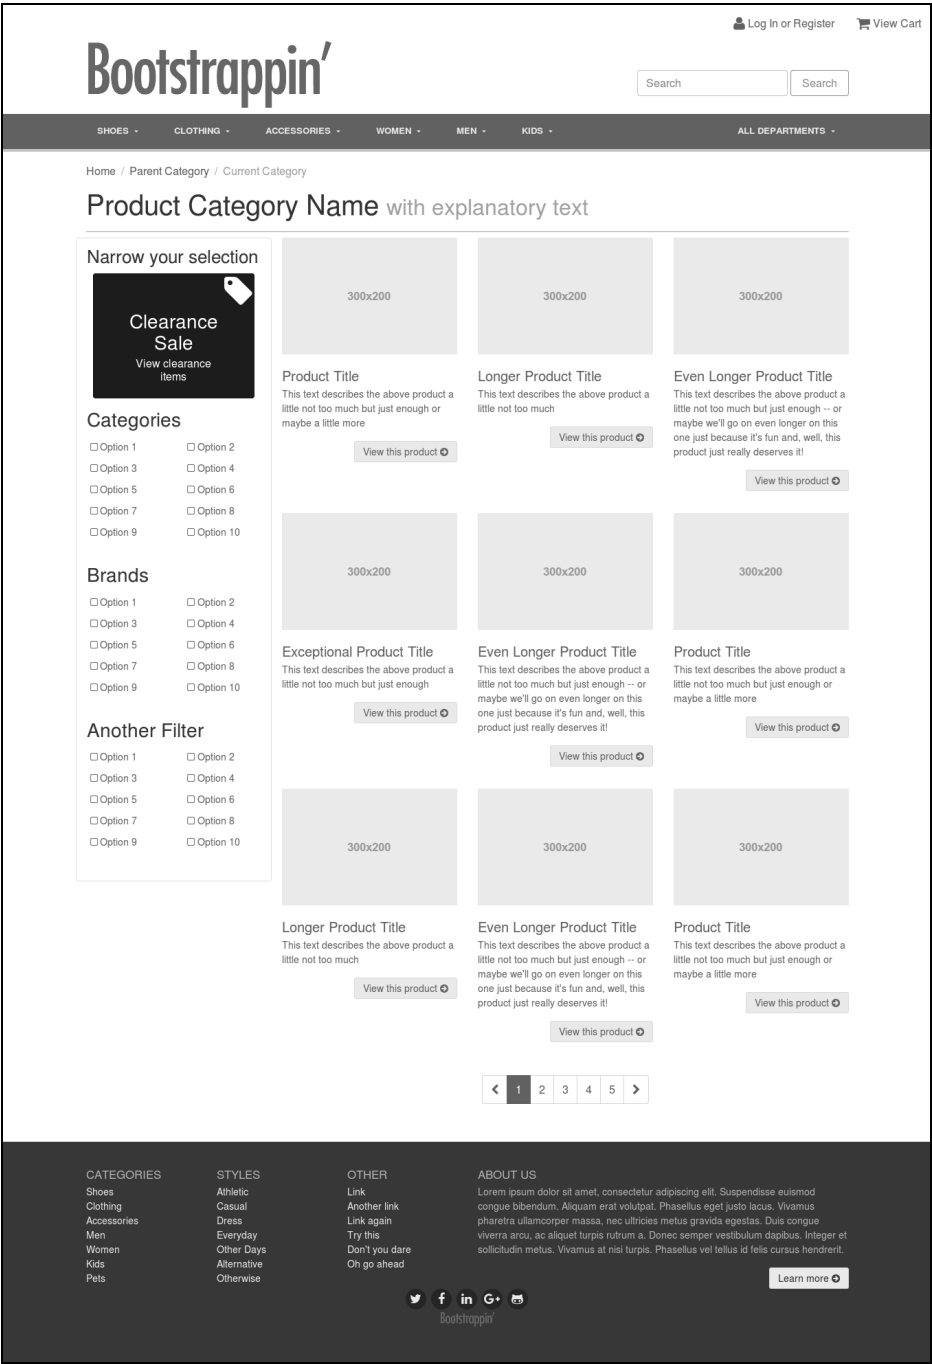 Log In or Register View Cart
Bootstrappin'
Search Search
SHOES CLOTHING ACCESSORIES WOMEN MEN KIDS ALL DEPARTMENTS
Home / Parent Category / Current Category
Product Category Name with explanatory text
Narrow your selection
Clearance
Sale
View clearance
items
Categories
Option 1 Option 2
Option 3 Option 4
Option 5 Option 6
Option 7 Option 8
Option 9 Option 10
Brands
Option 1 Option 2
Option 3 Option 4
Option 5 Option 6
Option 7 Option 8
Option 9 Option 10
Another Filter
Option 1 Option 2
Option 3 Option 4
Option 5 Option 6
Option 7 Option 8
Option 9 Option 10
300x200
Product Title
This text describes the above product a
little not too much but just enough or
maybe a little more
View this product
300x200
Longer Product Title
This text describes the above product a
little not too much
View this product
300x200
Even Longer Product Title
This text describes the above product a
little not too much but just enough -- or
maybe we'll go on even longer on this
one just because it's fun and, well, this
product just really deserves it!
View this product
300x200
Exceptional Product Title
This text describes the above product a
little not too much but just enough
View this product
300x200
Even Longer Product Title
This text describes the above product a
little not too much but just enough -- or
maybe we'll go on even longer on this
one just because it's fun and, well, this
product just really deserves it!
View this product
300x200
Product Title
This text describes the above product a
little not too much but just enough or
maybe a little more
View this product
300x200
Longer Product Title
This text describes the above product a
little not too much
View this product
300x200
Even Longer Product Title
This text describes the above product a
little not too much but just enough -- or
maybe we'll go on even longer on this
one just because it's fun and, well, this
product just really deserves it!
View this product
300x200
Product Title
This text describes the above product a
little not too much but just enough or
maybe a little more
View this product
1 2 3 4 5
CATEGORIES
Shoes
Clothing
Accessories
Men
Women
Kids
Pets
STYLES
Athletic
Casual
Dress
Everyday
Other Days
Alternative
Otherwise
OTHER
Link
Another link
Link again
Try this
Don't you dare
Oh go ahead
ABOUT US
Lorem ipsum dolor sit amet, consectetur adipiscing elit. Suspendisse euismod
congue bibendum. Aliquam erat volutpat. Phasellus eget justo lacus. Vivamus
pharetra ullamcorper massa, nec ultricies metus gravida egestas. Duis congue
viverra arcu, ac aliquet turpis rutrum a. Donec semper vestibulum dapibus. Integer et
sollicitudin metus. Vivamus at nisi turpis. Phasellus vel tellus id felis cursus hendrerit.
Learn more
f in G+
Bootstrappin'